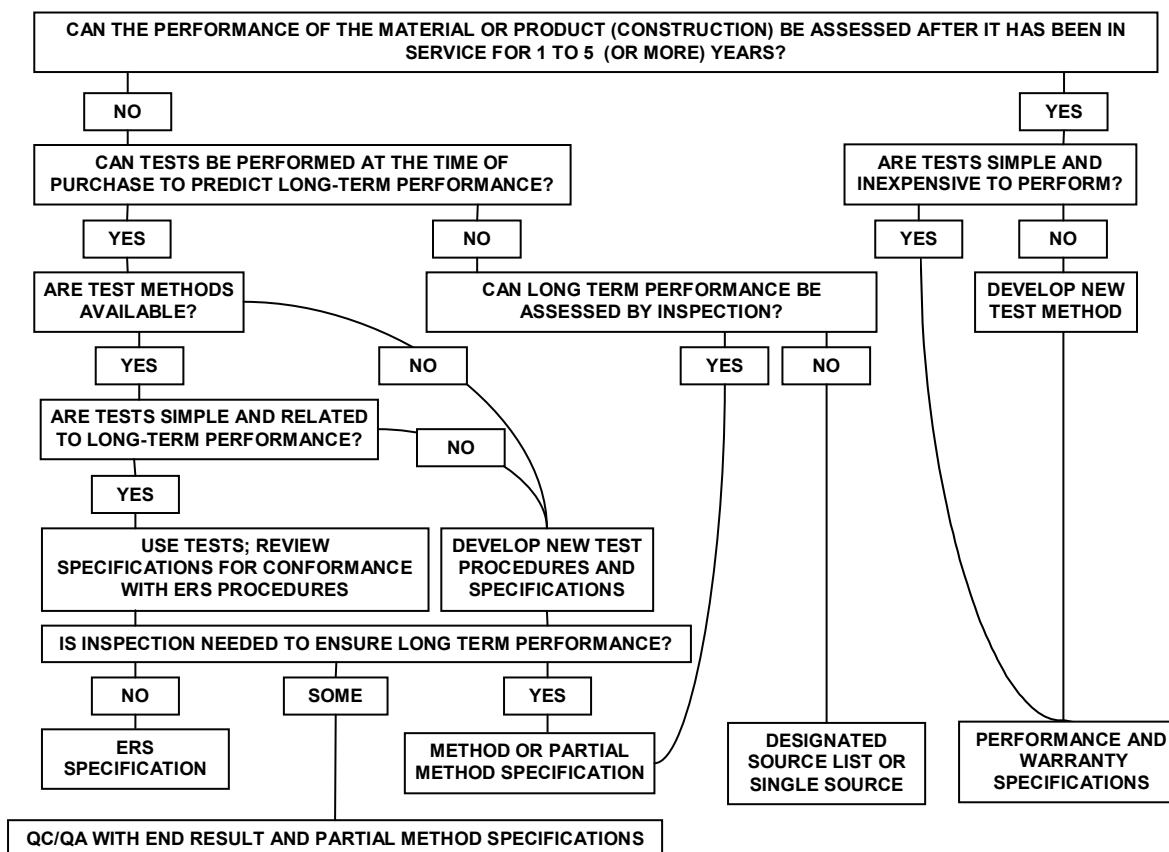 CAN THE PERFORMANCE OF THE MATERIAL OR PRODUCT (CONSTRUCTION) BE ASSESSED AFTER IT HAS BEEN IN
SERVICE FOR 1 TO 5 (OR MORE) YEARS?
NO
YES
CAN TESTS BE PERFORMED AT THE TIME OF
PURCHASE TO PREDICT LONG-TERM PERFORMANCE?
ARE TESTS SIMPLE AND
INEXPENSIVE TO PERFORM?
YES
NO
YES
NO
ARE TEST METHODS
AVAILABLE?
CAN LONG TERM PERFORMANCE BE
ASSESSED BY INSPECTION?
DEVELOP NEW
TEST METHOD
YES
NO
YES
NO
ARE TESTS SIMPLE AND RELATED
TO LONG-TERM PERFORMANCE?
NO
YES
USE TESTS; REVIEW
SPECIFICATIONS FOR CONFORMANCE
WITH ERS PROCEDURES
DEVELOP NEW TEST
PROCEDURES AND
SPECIFICATIONS
IS INSPECTION NEEDED TO ENSURE LONG TERM PERFORMANCE?
NO
SOME
YES
ERS
SPECIFICATION
METHOD OR PARTIAL
METHOD SPECIFICATION
DESIGNATED
SOURCE LIST OR
SINGLE SOURCE
PERFORMANCE AND
WARRANTY
SPECIFICATIONS
QC/QA WITH END RESULT AND PARTIAL METHOD SPECIFICATIONS